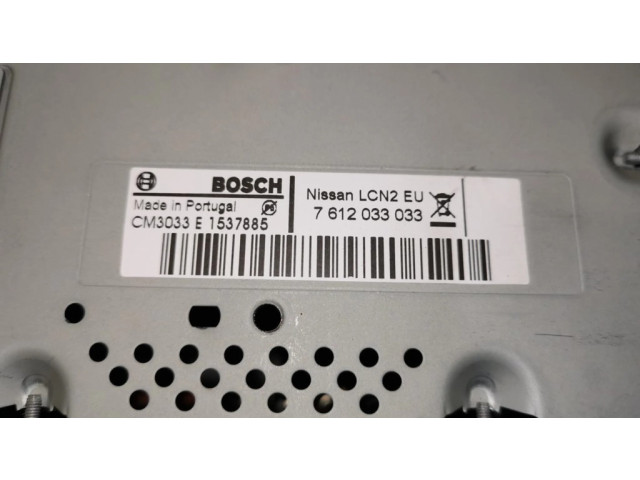 BOSCH
Made in Portugal
CM3033 E 1537885
Nissan LCN2 EU
7 612 033 033